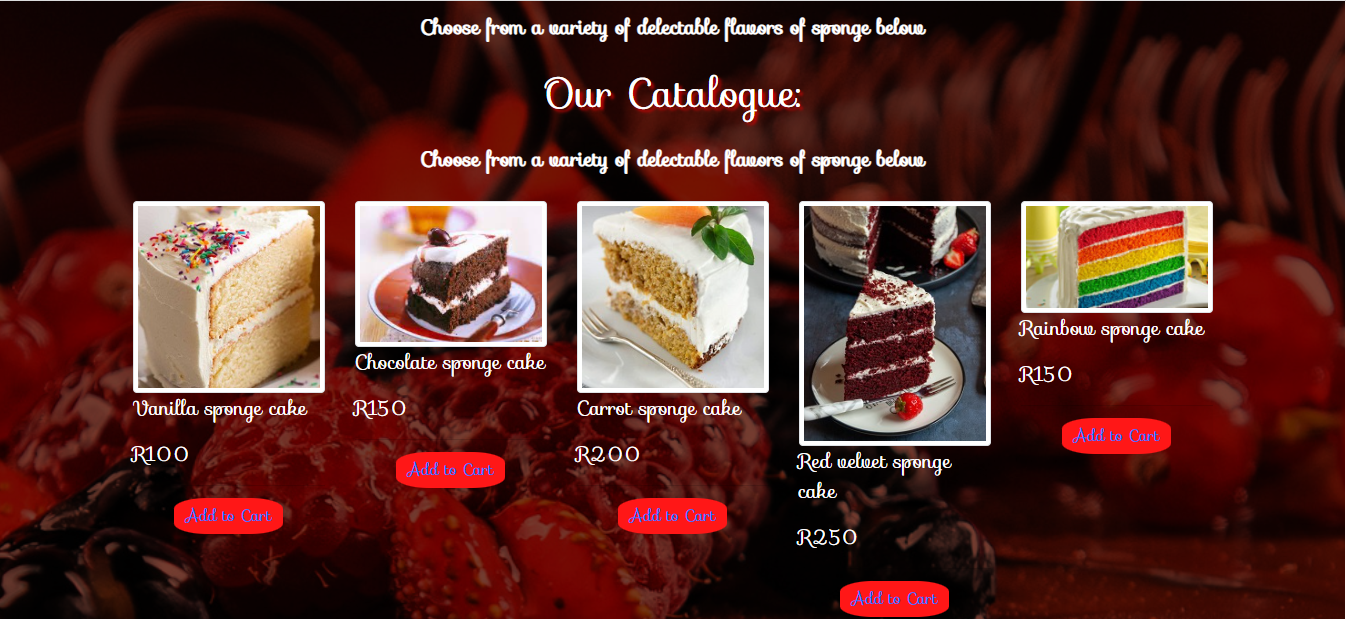 Choose from a variety of delectable flavors of sponge below
Our Catalogue:
Choose from a variety of delectable flavors of sponge below
Vanilla sponge cake
R100
Add to Cart
Chocolate sponge cake
R150
Add to Cart
Carrot sponge cake
R200
Add to Cart
Red velvet sponge
cake
R250
Add to Cart
Rainbow sponge cake
R150
Add to Cart